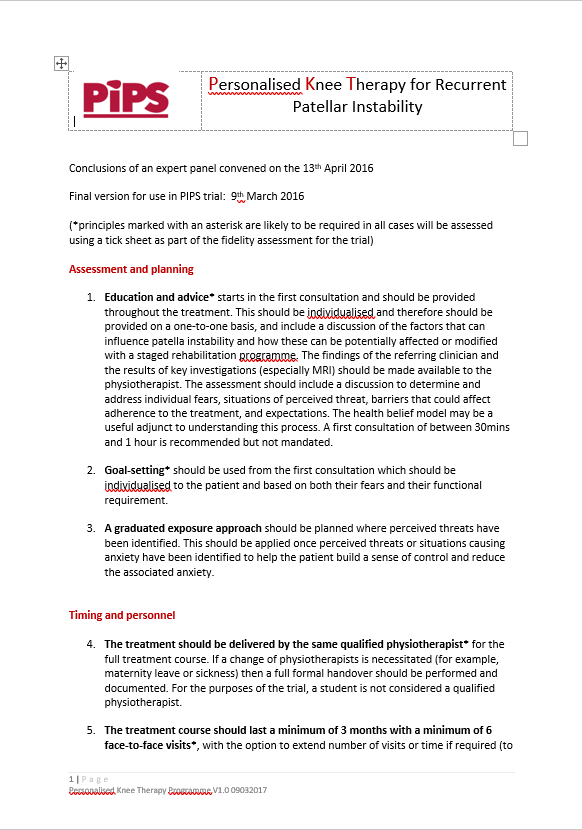 PiPS
Personalised Knee Therapy for Recurrent
Patellar Instability
Conclusions of an expert panel convened on the 13th April 2016
Final version for use in PIPS trial:  9th March 2016
(*principles marked with an asterisk are likely to be required in all cases will be assessed
using a tick sheet as part of the fidelity assessment for the trial)
Assessment and planning
1. Education and advice* starts in the first consultation and should be provided
throughout the treatment. This should be individualised and therefore should be
provided on a one-to-one basis, and include a discussion of the factors that can
influence patella instability and how these can be potentially affected or modified
with a staged rehabilitation programme. The findings of the referring clinician and
the results of key investigations (especially MRI) should be made available to the
physiotherapist. The assessment should include a discussion to determine and
address individual fears, situations of perceived threat, barriers that could affect
adherence to the treatment, and expectations. The health belief model may be a
useful adjunct to understanding this process. A first consultation of between 30mins
and 1 hour is recommended but not mandated.
2. Goal-setting* should be used from the first consultation which should be
individualised to the patient and based on both their fears and their functional
requirement.
3. A graduated exposure approach should be planned where perceived threats have
been identified. This should be applied once perceived threats or situations causing
anxiety have been identified to help the patient build a sense of control and reduce
the associated anxiety.
Timing and personnel
4. The treatment should be delivered by the same qualified physiotherapist* for the
full treatment course. If a change of physiotherapists is necessitated (for example,
maternity leave or sickness) then a full formal handover should be performed and
documented. For the purposes of the trial, a student is not considered a qualified
physiotherapist.
5. The treatment course should last a minimum of 3 months with a minimum of 6
face-to-face visits*, with the option to extend number of visits or time if required (to
1 | Page
Personalised Knee Therapy Programme V1.0 09032017